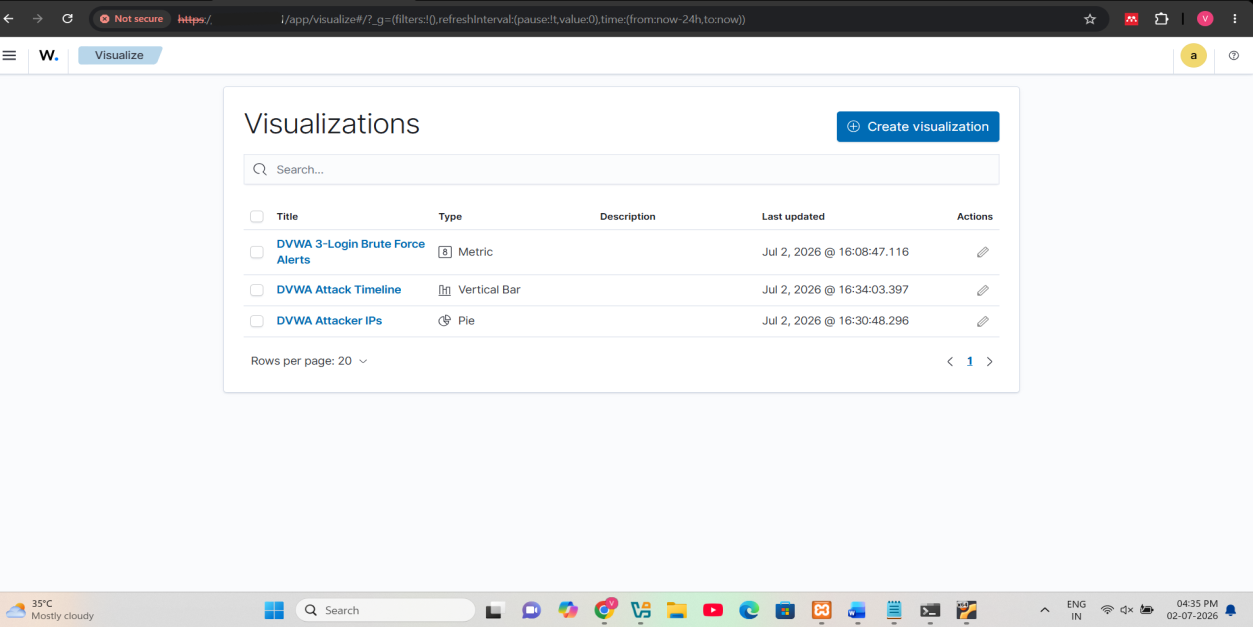 Not secure https:/ /app/visualize#/?_g=(filters:!(),refreshInterval:(pause:!t,value:0),time:(from:now-24h,to:now))
V
W. Visualize a
Visualizations
Create visualization
Search...
Title Type Description Last updated Actions
DVWA 3-Login Brute Force Alerts 8 Metric Jul 2, 2026 @ 16:08:47.116
DVWA Attack Timeline Vertical Bar Jul 2, 2026 @ 16:34:03.397
DVWA Attacker IPs Pie Jul 2, 2026 @ 16:30:48.296
Rows per page: 20 1
35°C
Mostly cloudy
Search
V
ENG
IN
04:35 PM
02-07-2026